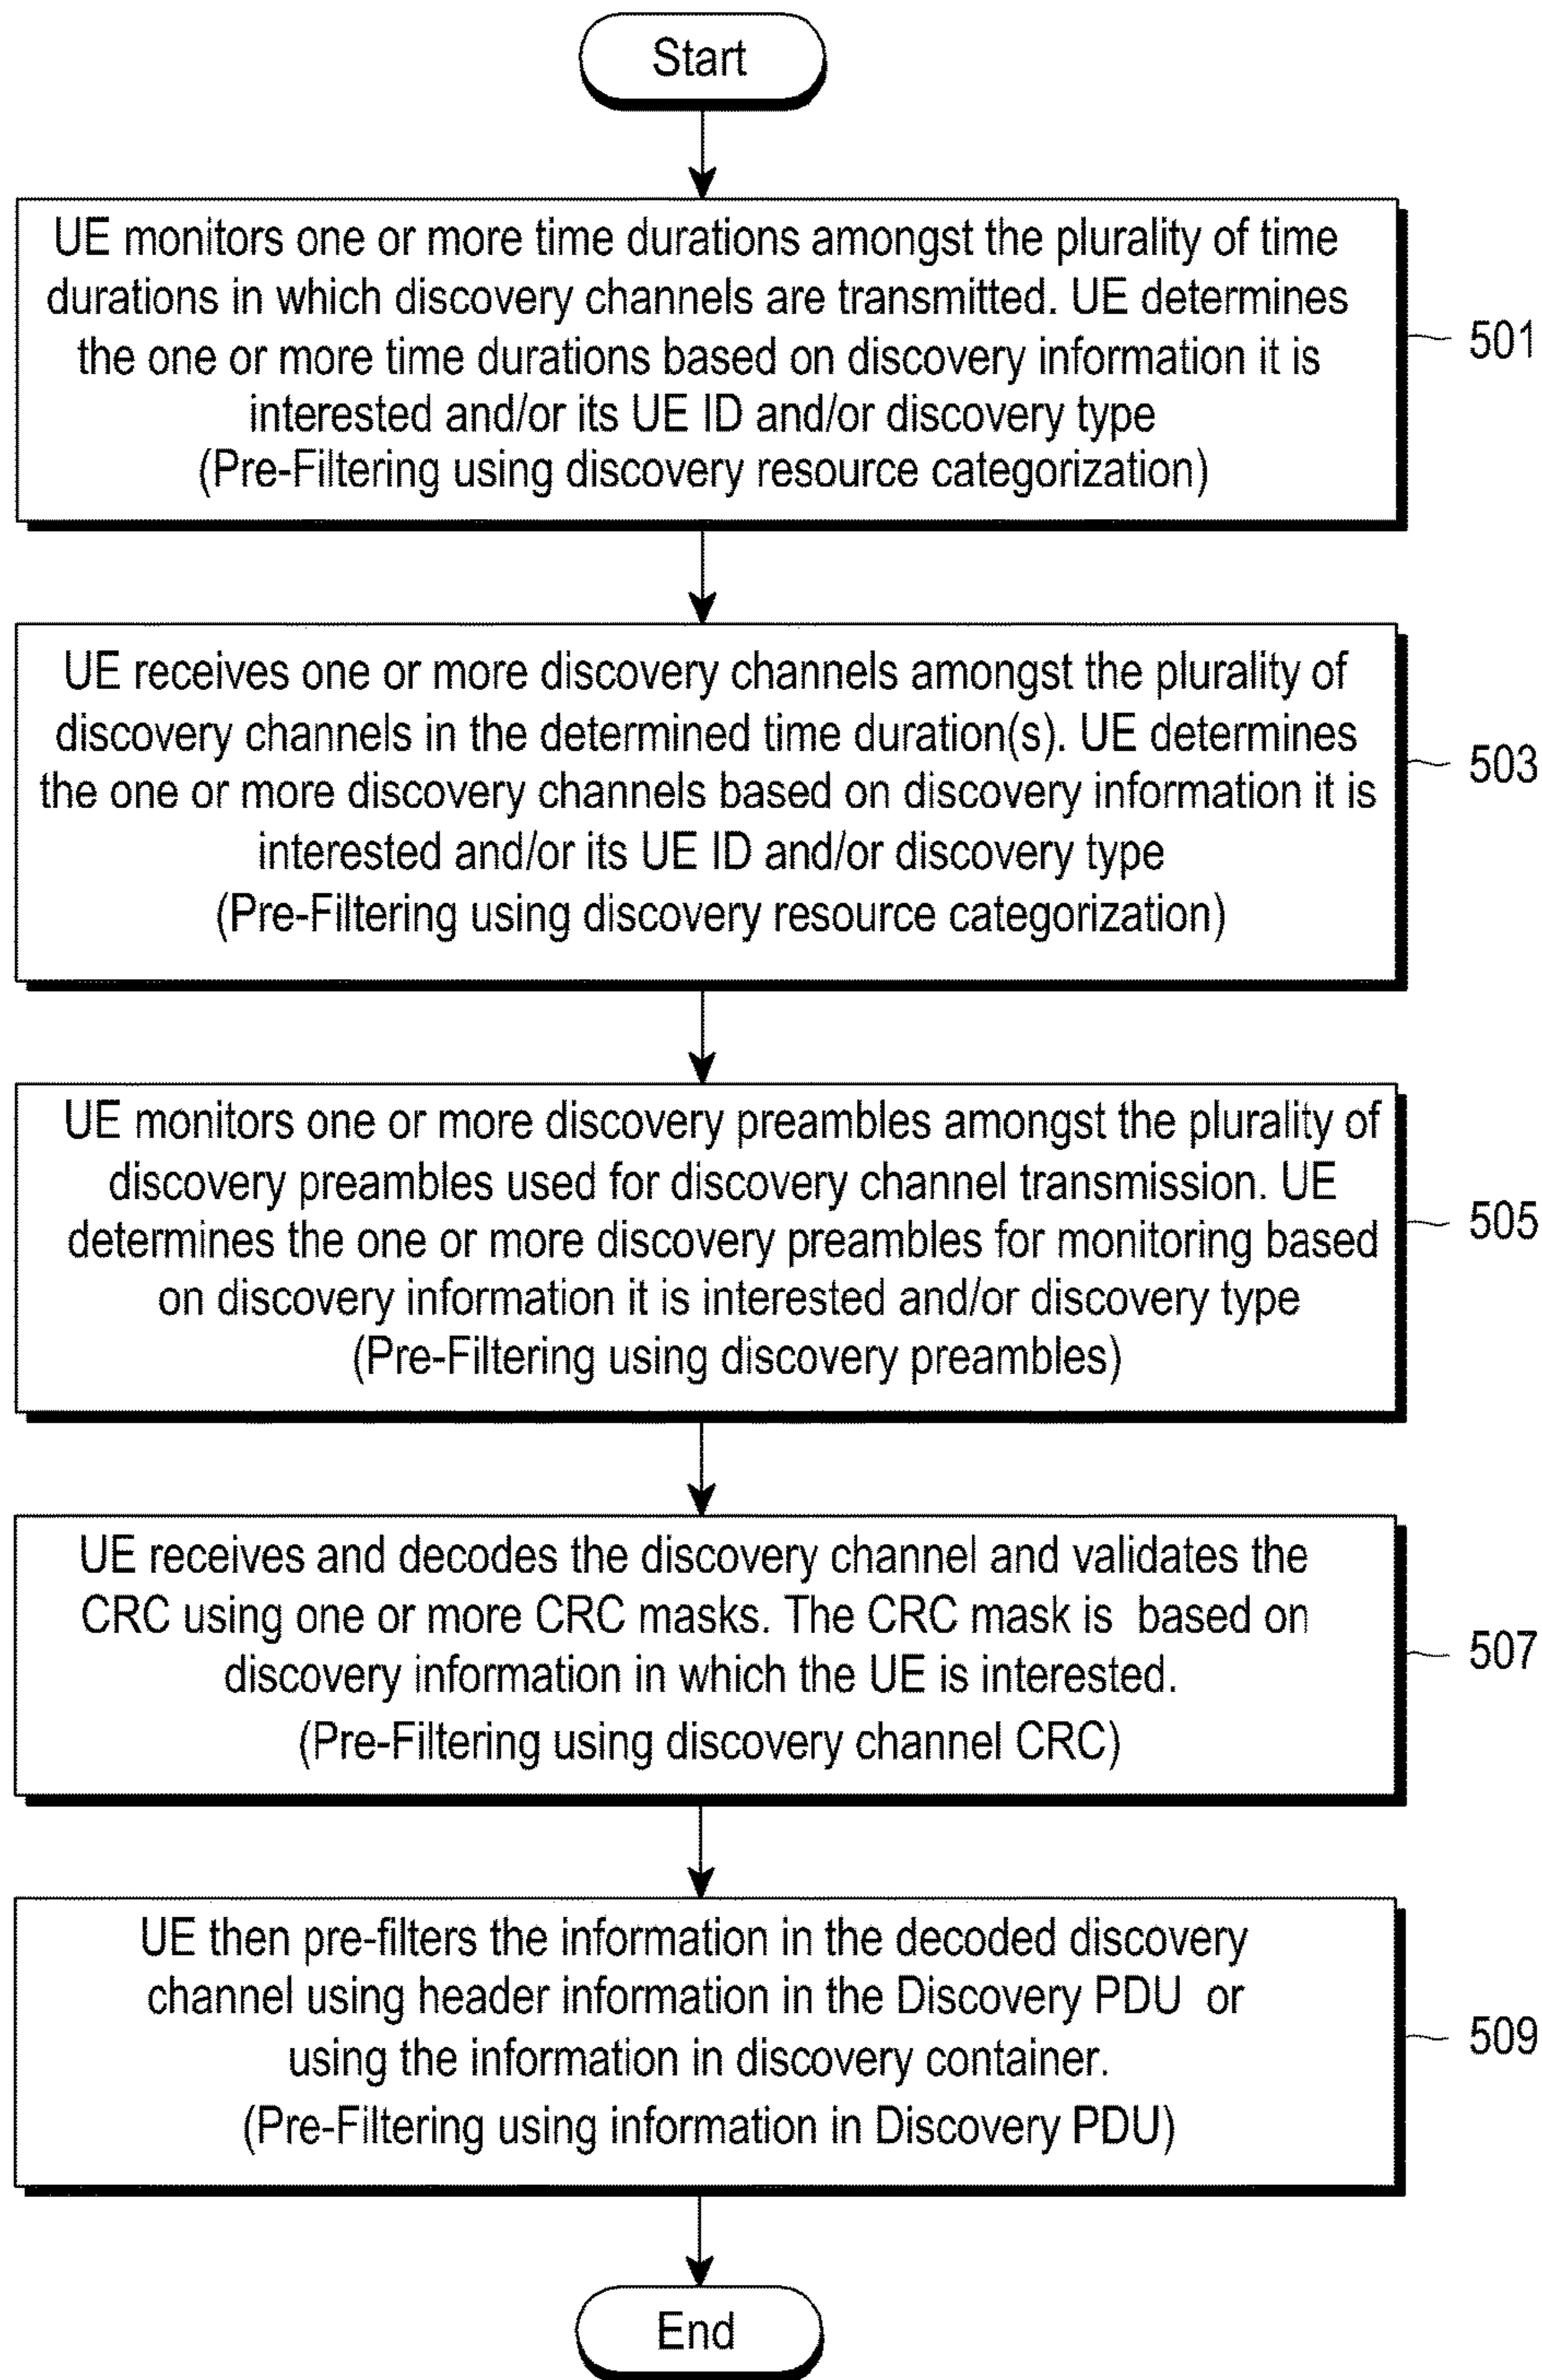 Start
UE monitors one or more time durations amongst the plurality of time
durations in which discovery channels are transmitted. UE determines
the one or more time durations based on discovery information it is
interested and/or its UE ID and/or discovery type
(Pre-Filtering using discovery resource categorization)
501
UE receives one or more discovery channels amongst the plurality of
discovery channels in the determined time duration(s). UE determines
the one or more discovery channels based on discovery information it is
interested and/or its UE ID and/or discovery type
(Pre-Filtering using discovery resource categorization)
503
UE monitors one or more discovery preambles amongst the plurality of
discovery preambles used for discovery channel transmission. UE
determines the one or more discovery preambles for monitoring based
on discovery information it is interested and/or discovery type
(Pre-Filtering using discovery preambles)
505
UE receives and decodes the discovery channel and validates the
CRC using one or more CRC masks. The CRC mask is based on
discovery information in which the UE is interested.
(Pre-Filtering using discovery channel CRC)
507
UE then pre-filters the information in the decoded discovery
channel using header information in the Discovery PDU or
using the information in discovery container.
(Pre-Filtering using information in Discovery PDU)
509
End